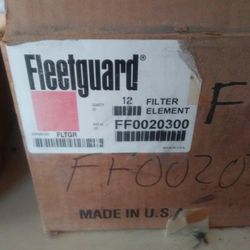 Fleetguard®
12 FILTER
ELEMENT
FF0020300
FLTGR
F
FF0020
MADE IN U.S.A